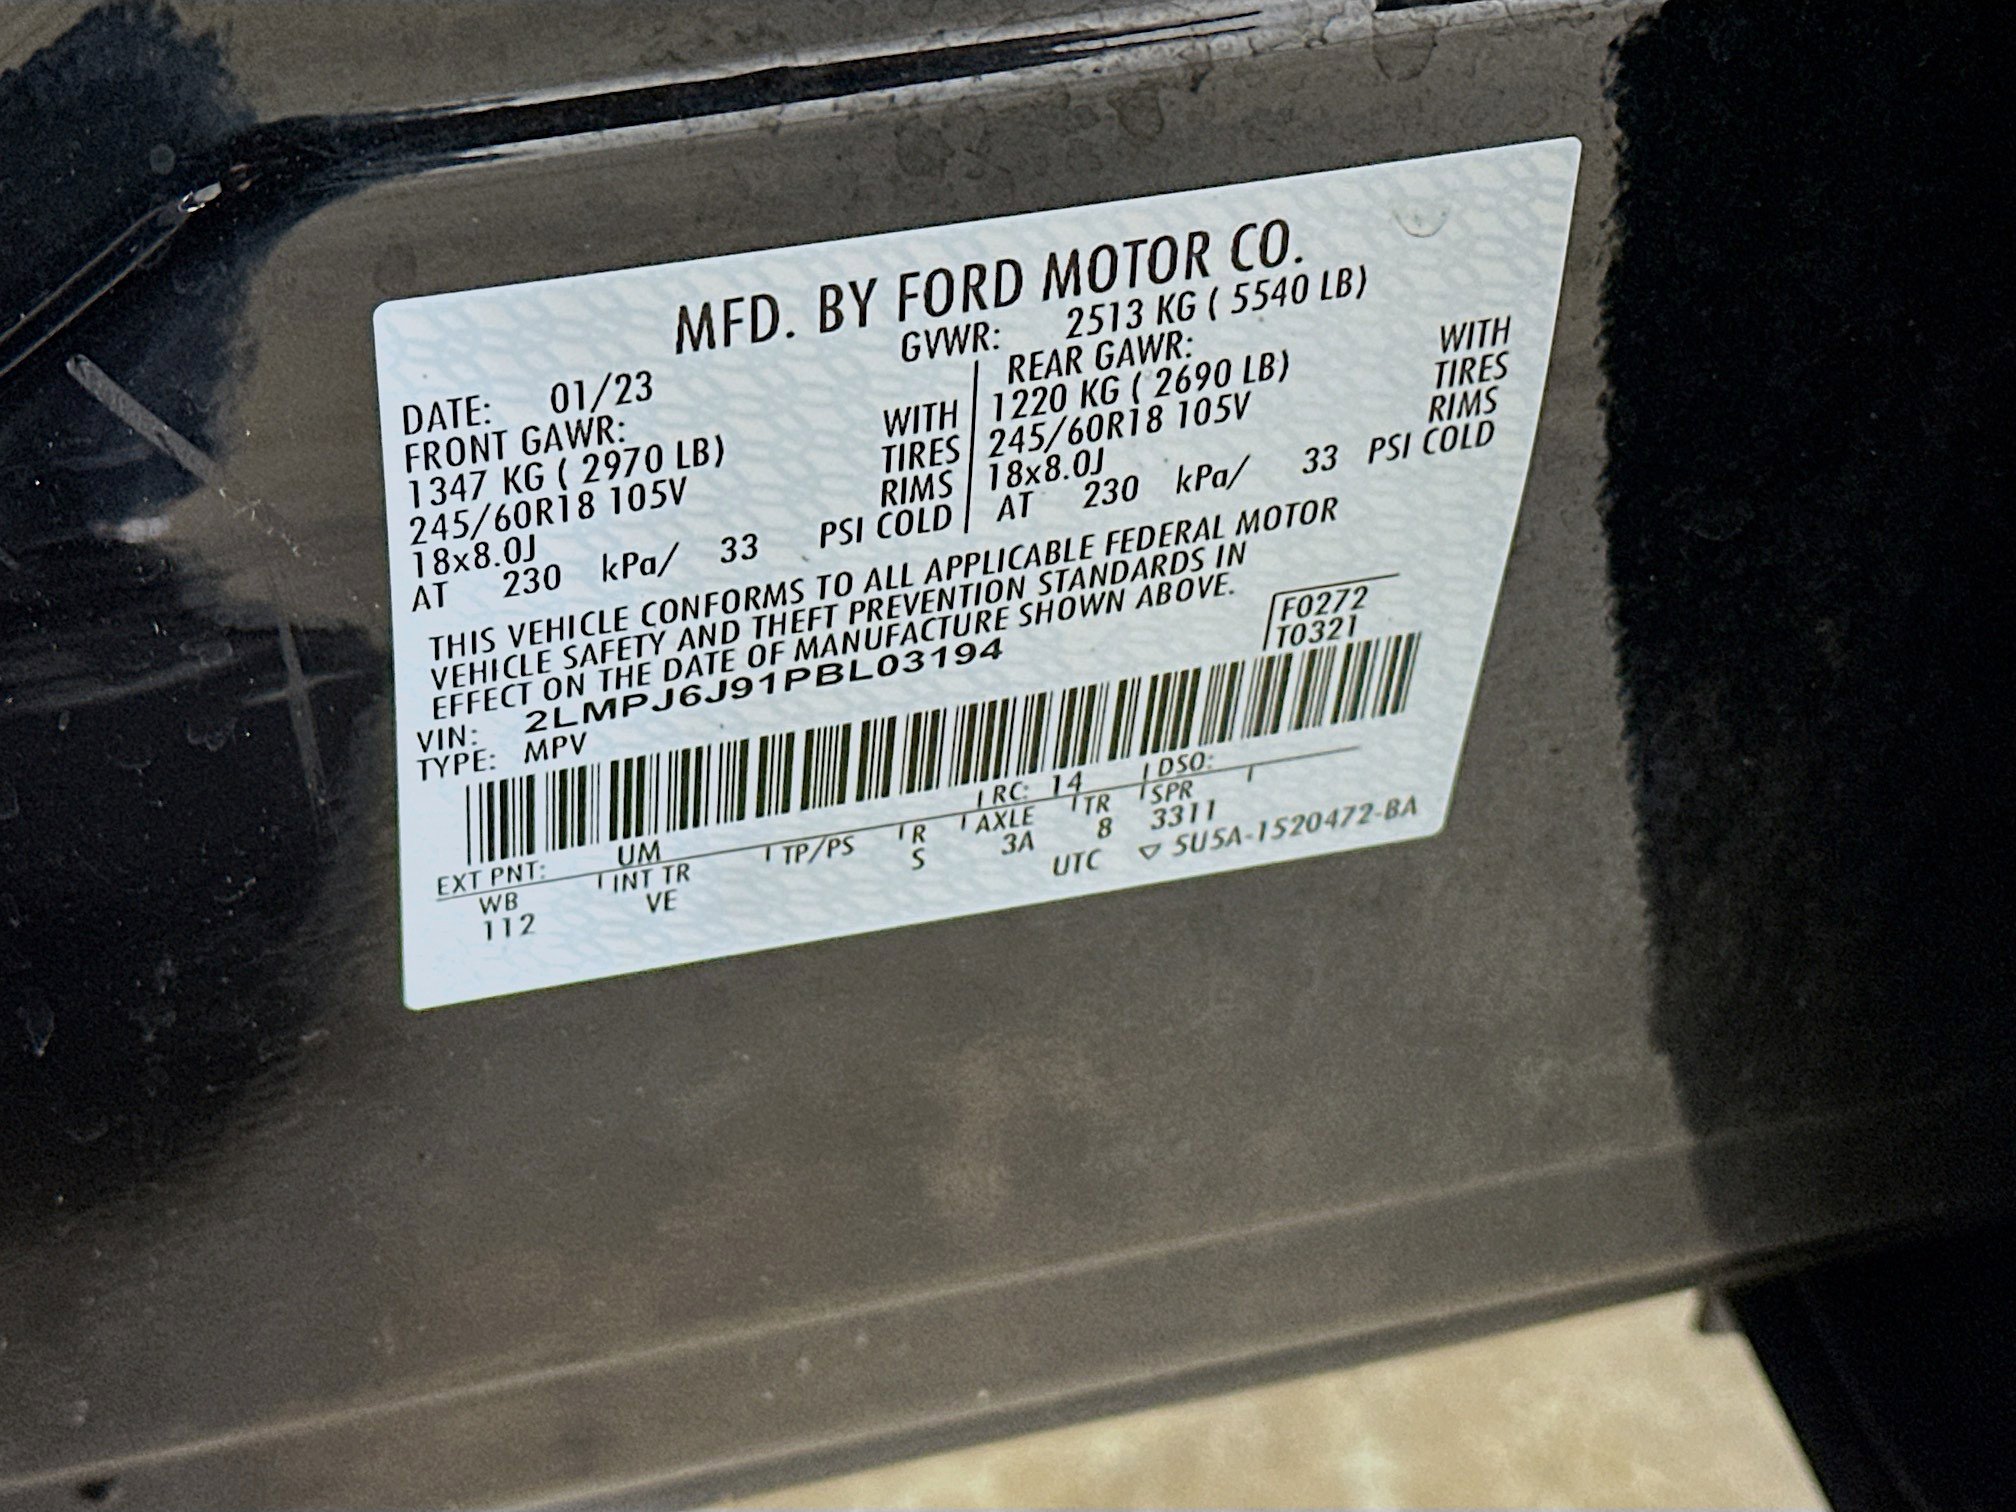 MFD. BY FORD MOTOR CO.
DATE: 01/23 GVWR: 2513 KG ( 5540 LB)
FRONT GAWR: REAR GAWR:
1347 KG ( 2970 LB) WITH 1220 KG ( 2690 LB) WITH
245/60R18 105V TIRES 245/60R18 105V TIRES
18x8.0J RIMS 18x8.0J RIMS
AT 230 kPa/ 33 PSI COLD AT 230 kPa/ 33 PSI COLD
THIS VEHICLE CONFORMS TO ALL APPLICABLE FEDERAL MOTOR
VEHICLE SAFETY AND THEFT PREVENTION STANDARDS IN
EFFECT ON THE DATE OF MANUFACTURE SHOWN ABOVE.
F0272
T0321
VIN: 2LMPJ6J91PBL03194
TYPE: MPV
EXT PNT: UM RC: 14 DSO:
WB INT TR TP/PS R AXLE TR SPR
112 VE S 3A 8 3311
UTC ▽ 5U5A-1520472-BA